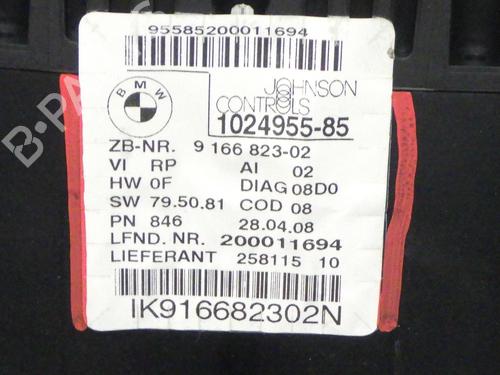 95585200011694
BMW
JOHNSON
CONTROLS
1024955-85
ZB-NR. 9 166 823-02
VI RP AI 02
HW 0F DIAG 08D0
SW 79.50.81 COD 08
PN 846 28.04.08
LFND. NR. 200011694
LIEFERANT 258115 10
IK916682302N